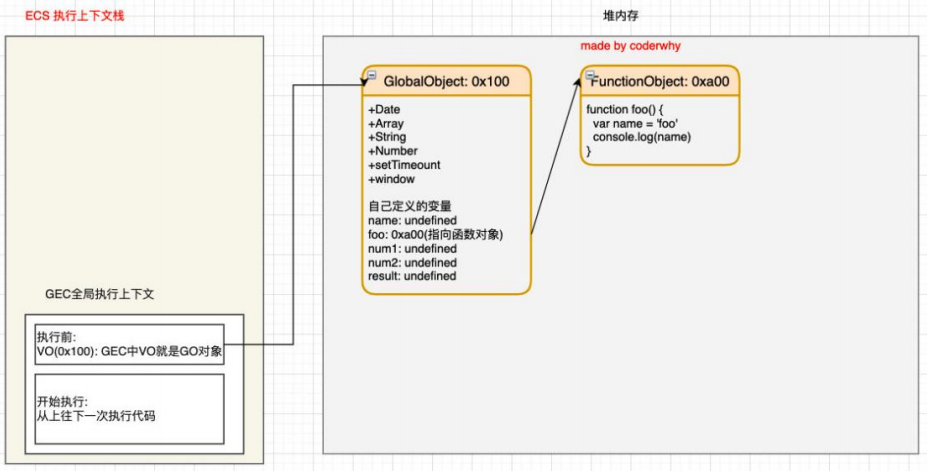 ECS 执行上下文栈
堆内存
made by coderwhy
GlobalObject: 0x100
+Date
+Array
+String
+Number
+setTimeount
+window
自己定义的变量
name: undefined
foo: 0xa00(指向函数对象)
num1: undefined
num2: undefined
result: undefined
FunctionObject: 0xa00
function foo() {
var name = 'foo'
console.log(name)
}
GEC全局执行上下文
执行前:
VO(0x100): GEC中VO就是GO对象
开始执行:
从上往下一次执行代码